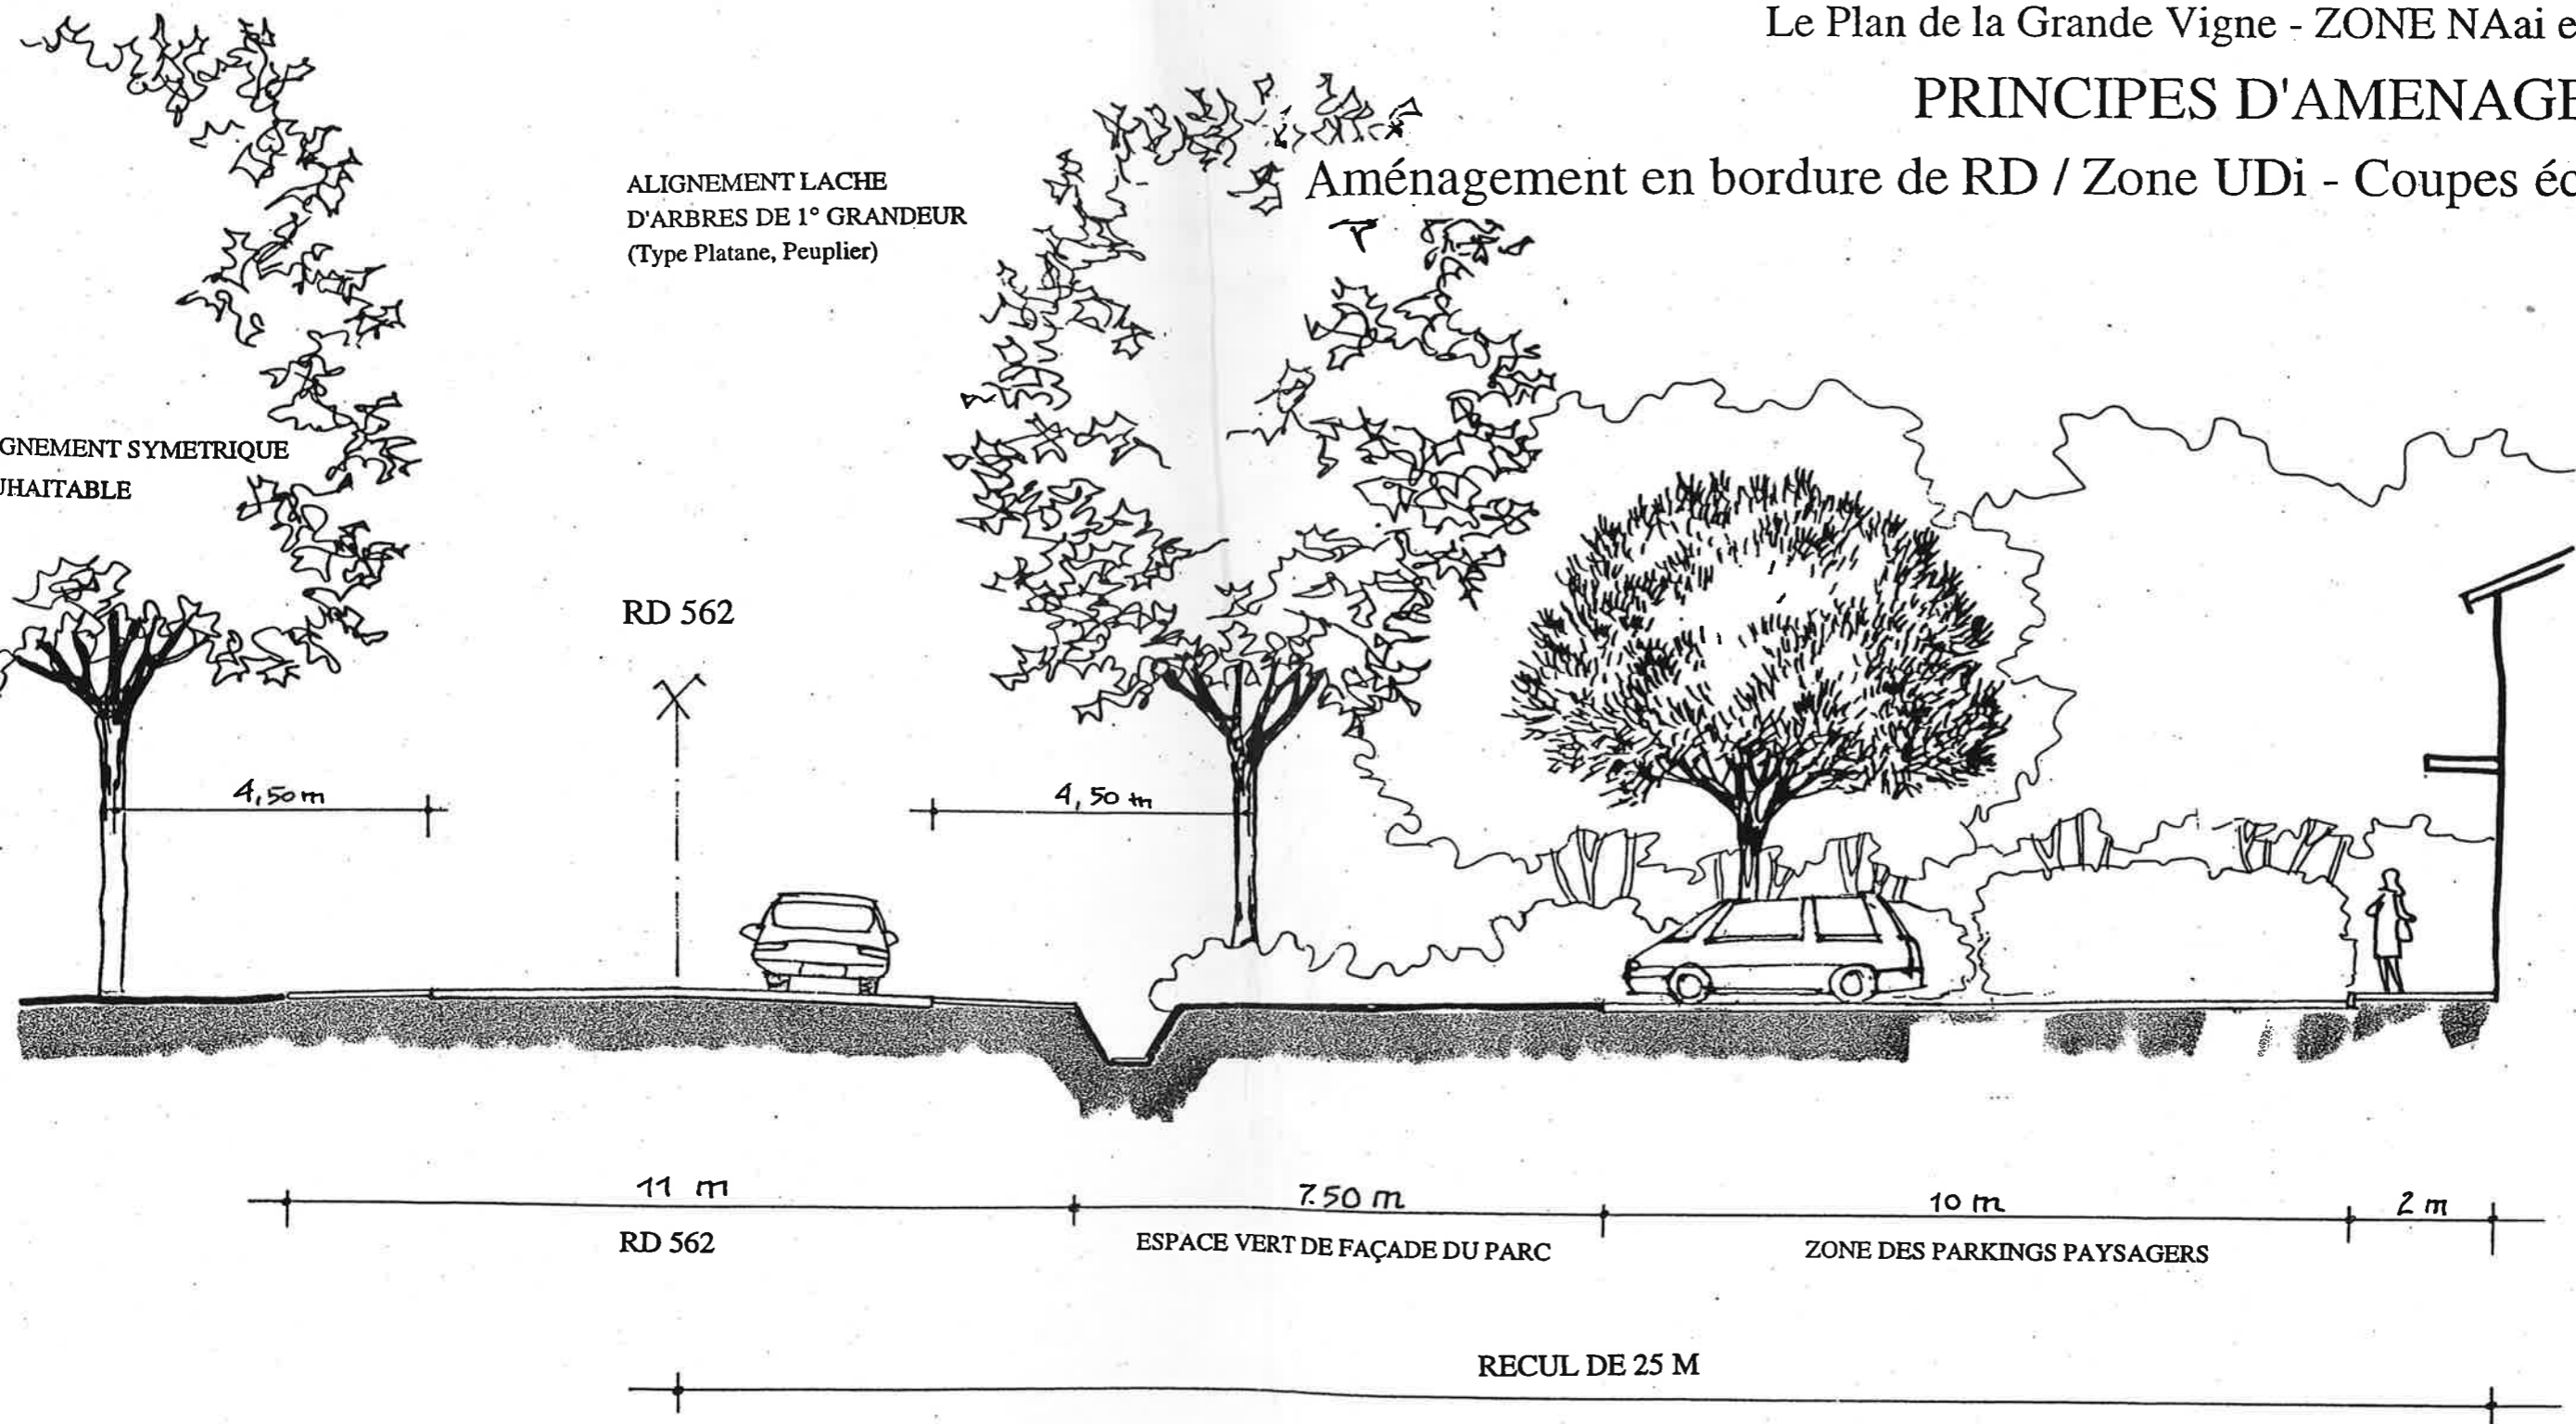 Le Plan de la Grande Vigne - ZONE NAai e
PRINCIPES D'AMENAGE
Aménagement en bordure de RD / Zone UDi - Coupes éc
ALIGNEMENT LACHE
D'ARBRES DE 1° GRANDEUR
(Type Platane, Peuplier)
GNEMENT SYMETRIQUE
UHAITABLE
RD 562
4,50 m
4,50 m
11 m
7.50 m
10 m
2 m
RD 562
ESPACE VERT DE FAÇADE DU PARC
ZONE DES PARKINGS PAYSAGERS
RECUL DE 25 M